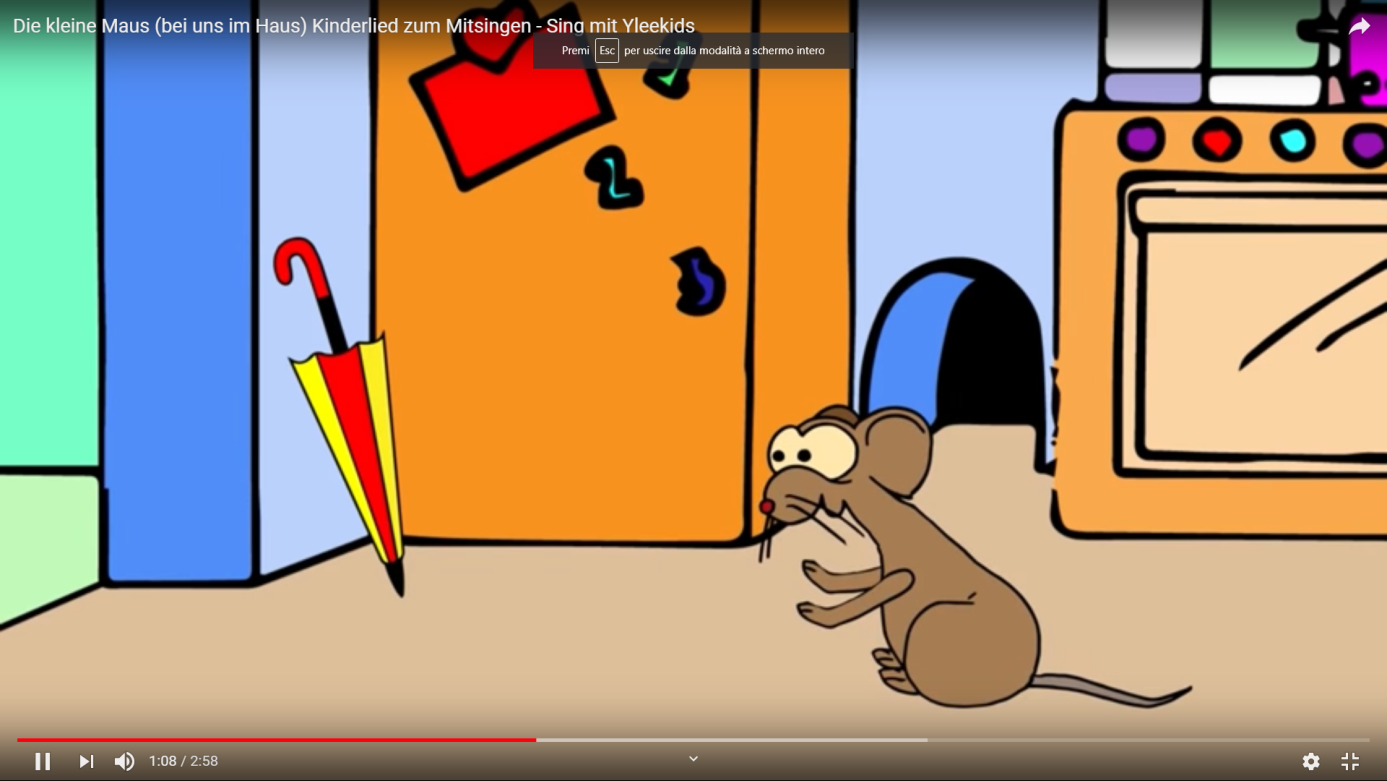 Die kleine Maus (bei uns im Haus) Kinderlied zum Mitsingen - Sing mit Yleekids
Premi Esc per uscire dalla modalità a schermo intero
1:08 / 2:58